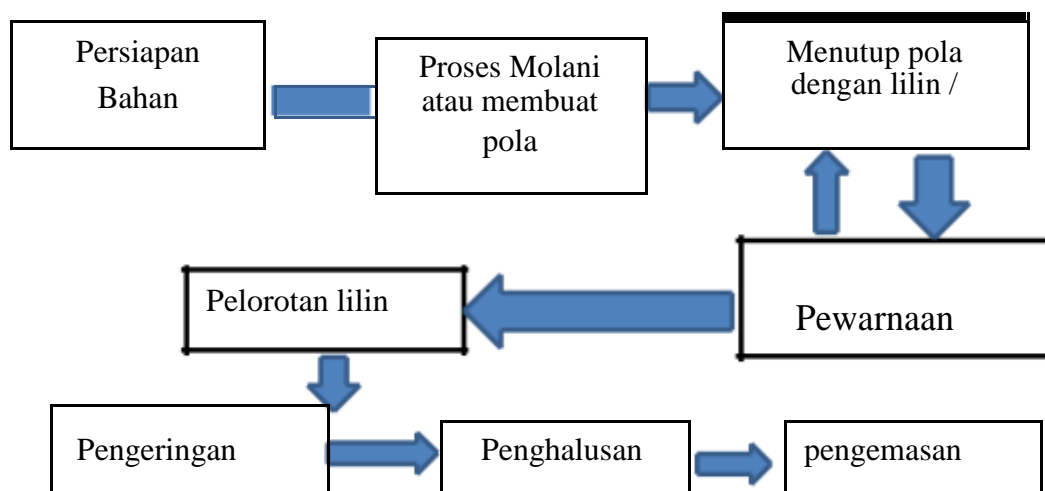 Persiapan
Bahan
Proses Molani
atau membuat
pola
Menutup pola
dengan lilin /
Pewarnaan
Pelorotan lilin
Pengeringan
Penghalusan
pengemasan